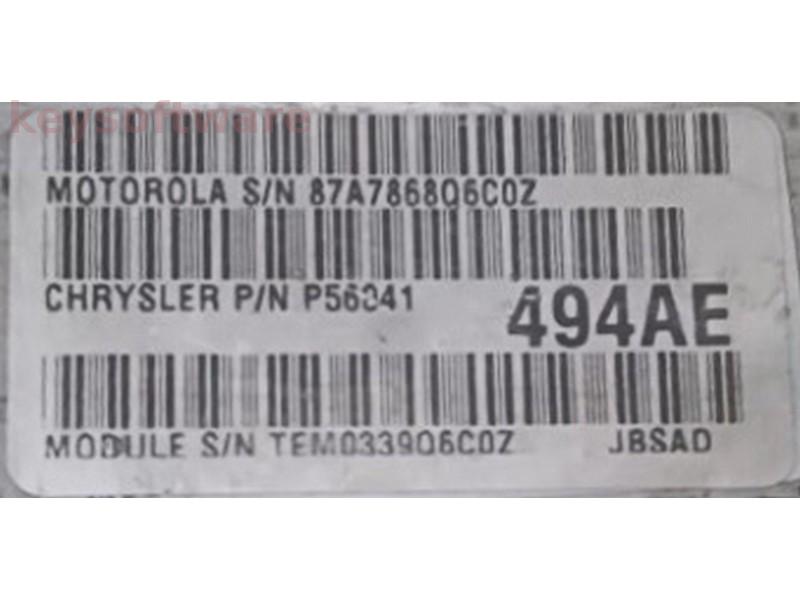 keysoftware
MOTOROLA S/N 87A786806C0Z
CHRYSLER P/N P56041 494AE
MODULE S/N TEM033906C0Z JBSAD